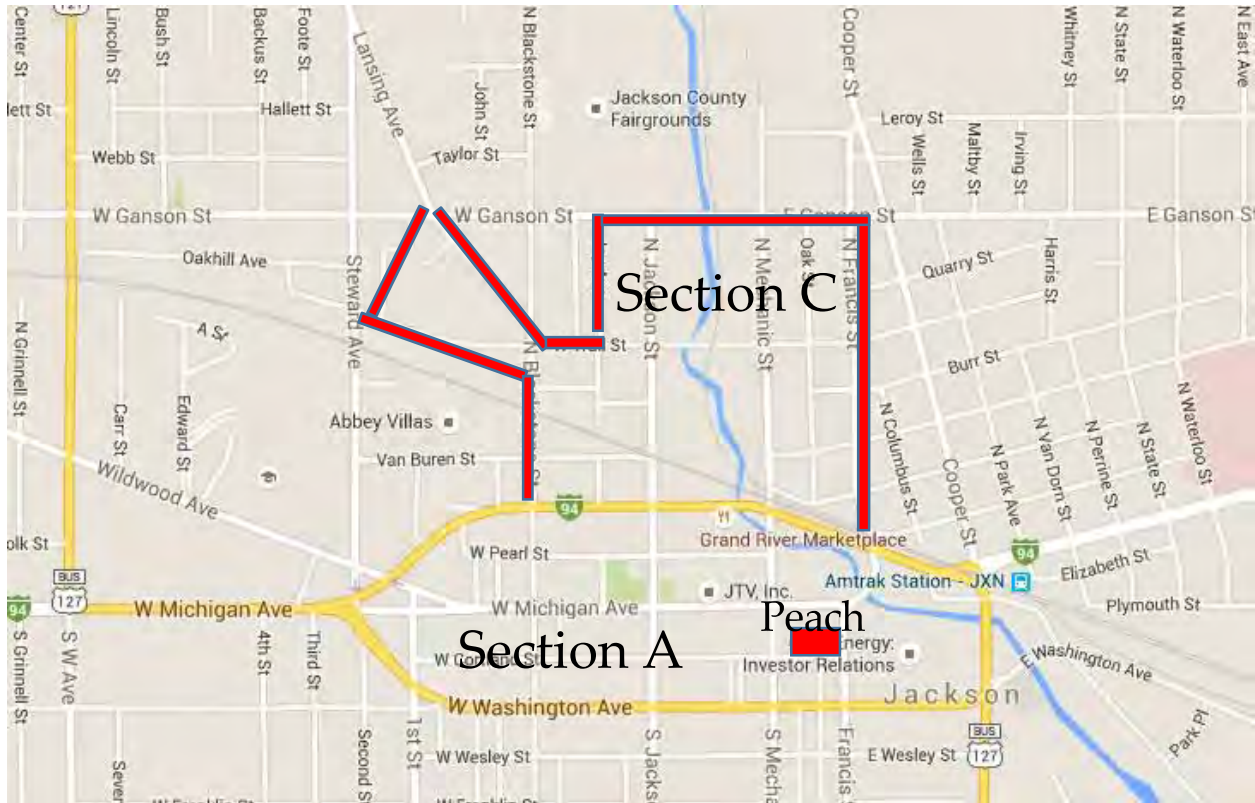 127
Center St
Lincoln St
Bush St
Backus St
Foote St
Lansing Ave
N Blackstone St
Cooper St
Whitney St
N State St
N Waterloo St
N East Ave
John St
Jackson County
Fairgrounds
lett St
Hallett St
Leroy St
Webb St
Taylor St
Wells St
Maltby St
Irving St
W Ganson St
W Ganson St
St
E Ganson St
Oakhill Ave
Steward Ave
N Jackson St
N Mechanic St
Oak
N Francis St
Quarry St
Harris St
Section C
A St
N Grinnell St
St
Burr St
Carr St
Edward St
Abbey Villas
N Columbus St
N Waterloo St
N Park Ave
N Van Dorn St
N Perrine St
N State St
Wildwood Ave
Van Buren St
Cooper St
94
Grand River Marketplace
olk St
W Pearl St
94
Elizabeth St
BUS
127
JTV, Inc.
Amtrak Station - JXN
94
W Michigan Ave
W Michigan Ave
Plymouth St
Peach
S Grinnell St
S W Ave
4th St
Third St
Section A
nergy:
Investor Relations
E Washington Ave
Jackson
W Washington Ave
Second St
1st St
W Wesley St
E Wesley St
BUS
127
Park Pl
S Jacks
S Mecha
Francis
Sever